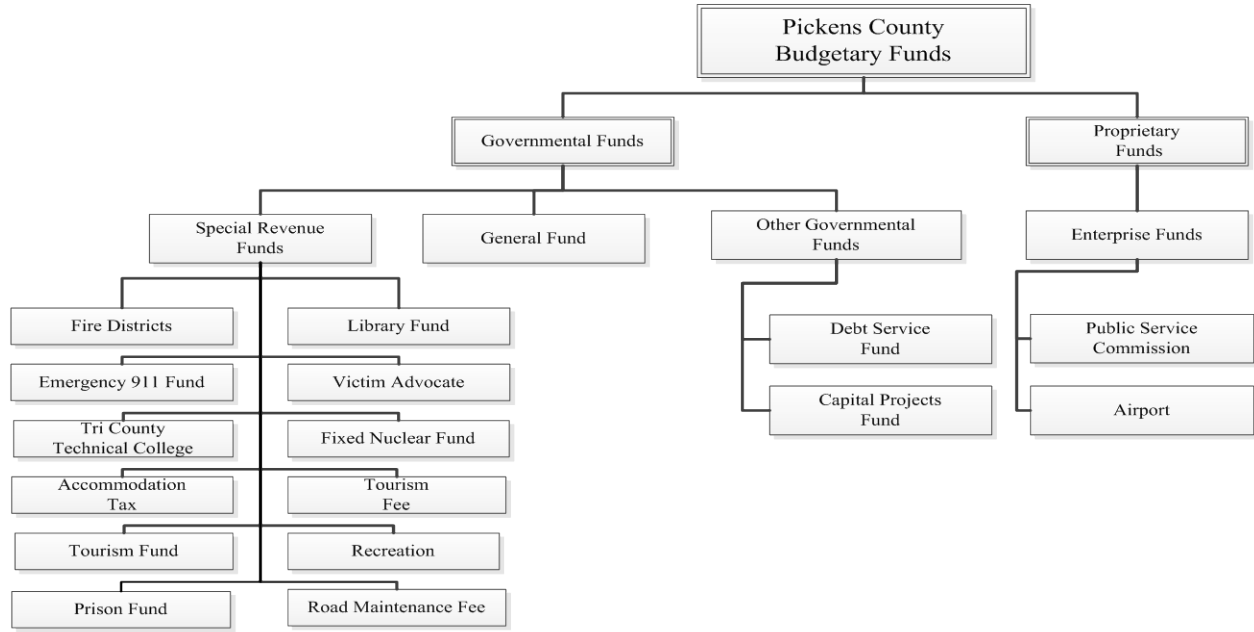 Pickens County
Budgetary Funds
Governmental Funds
Proprietary
Funds
Special Revenue
Funds
General Fund
Other Governmental
Funds
Enterprise Funds
Fire Districts
Library Fund
Debt Service
Fund
Public Service
Commission
Emergency 911 Fund
Victim Advocate
Capital Projects
Fund
Airport
Tri County
Technical College
Fixed Nuclear Fund
Accommodation
Tax
Tourism
Fee
Tourism Fund
Recreation
Prison Fund
Road Maintenance Fee